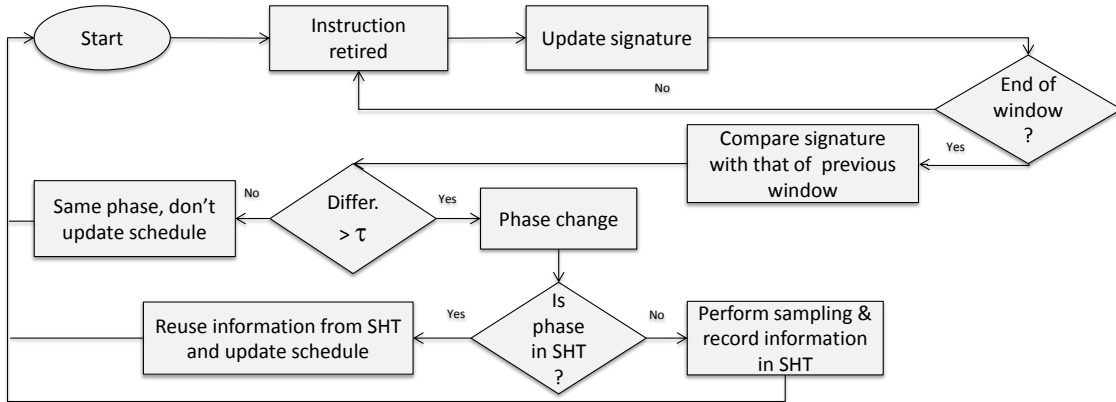 Start
Instruction
retired
Update signature
End of
window
?
No
Yes
Compare signature
with that of previous
window
Differ.
> τ
No
Yes
Same phase, don't
update schedule
Phase change
Is
phase
in SHT
?
Yes
No
Reuse information from SHT
and update schedule
Perform sampling &
record information
in SHT